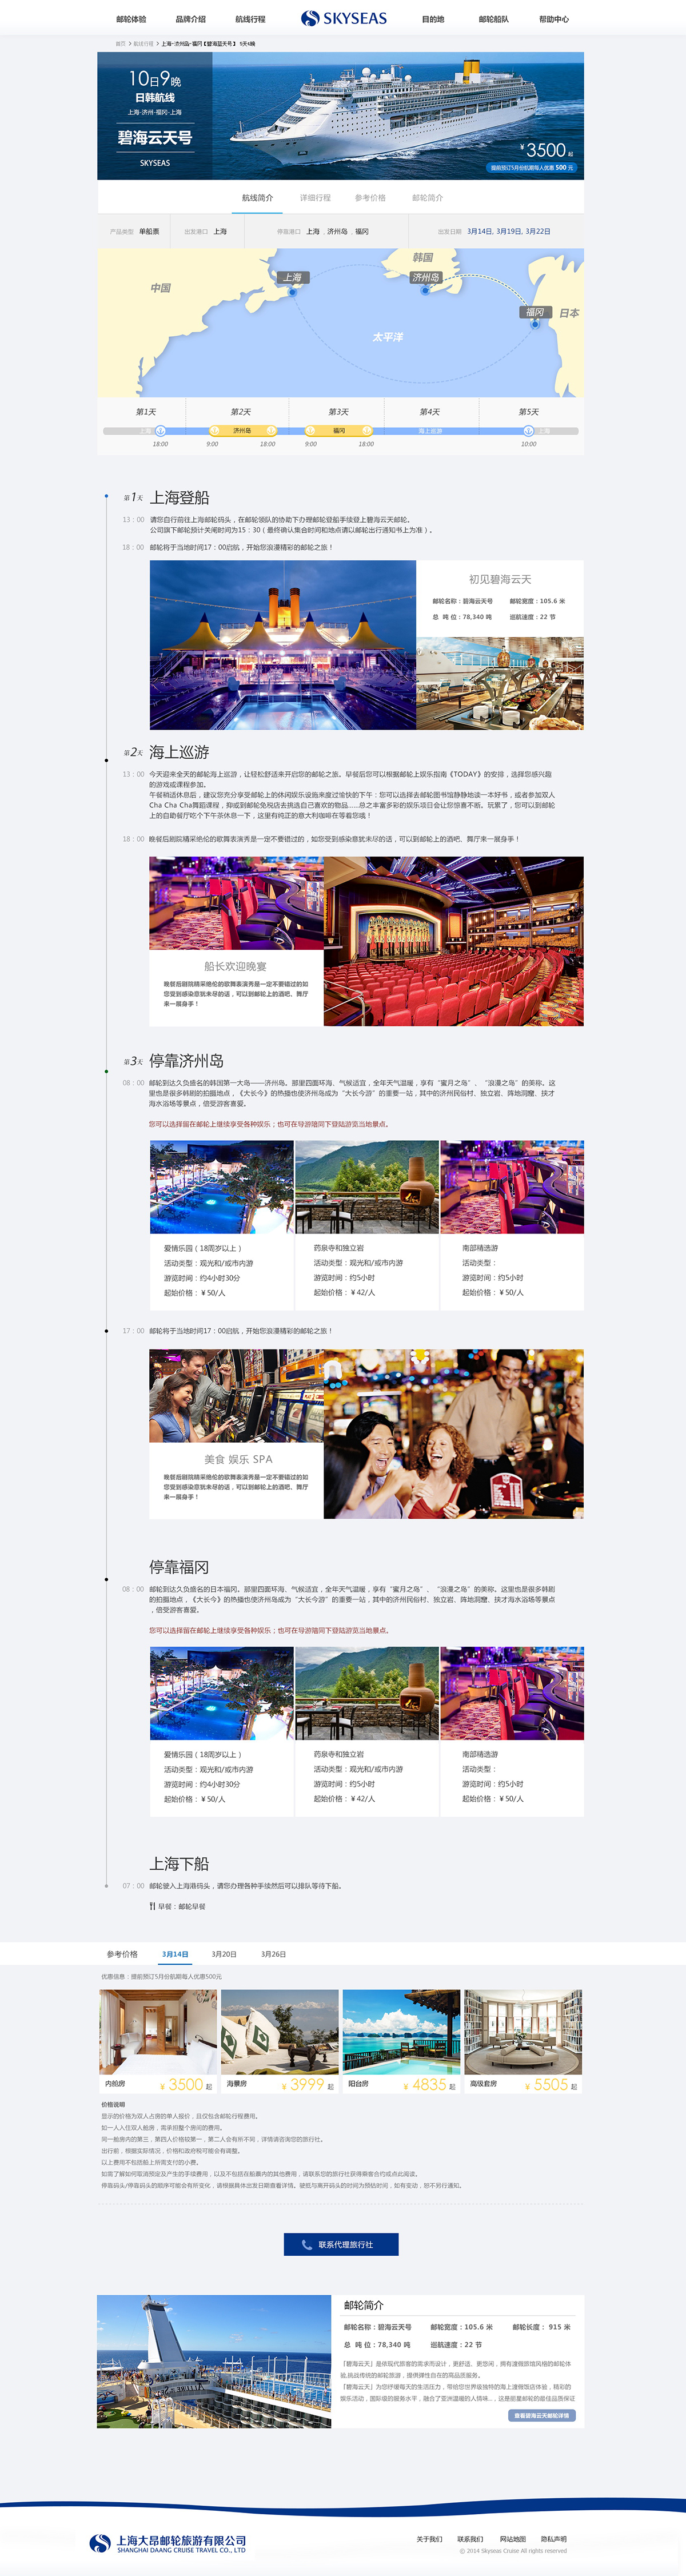 邮轮体验 品牌介绍 航线行程 SKYSEAS 目的地 邮轮船队 帮助中心
首页 > 航线行程 > 上海-济州岛-福冈【碧海蓝天号】 5天4晚
10日9晚
日韩航线
上海-济州-福冈-上海
碧海云天号
SKYSEAS
¥3500起
提前预订5月份航期每人优惠 500 元
航线简介 详细行程 参考价格 邮轮简介
产品类型 单船票 出发港口 上海 停靠港口 上海 , 济州岛 , 福冈 出发日期 3月14日, 3月19日, 3月22日
中国 上海 韩国 济州岛 福冈 日本
太平洋
第1天 第2天 第3天 第4天 第5天
上海 济州岛 福冈 海上巡游 上海
18:00 9:00 18:00 9:00 18:00 10:00
第1天 上海登船
13：00 请您自行前往上海邮轮码头，在邮轮领队的协助下办理邮轮登船手续登上碧海云天邮轮。
公司旗下邮轮预计关闸时间为15：30（最终确认集合时间和地点请以邮轮出行通知书上为准）。
18：00 邮轮将于当地时间17：00启航，开始您浪漫精彩的邮轮之旅！
初见碧海云天
邮轮名称：碧海云天号 邮轮宽度：105.6 米
总 吨 位：78,340 吨 巡航速度：22 节
第2天 海上巡游
13：00 今天迎来全天的邮轮海上巡游，让轻松舒适来开启您的邮轮之旅。早餐后您可以根据邮轮上娱乐指南《TODAY》的安排，选择您感兴趣
的游戏或课程参加。
午餐稍适休息后，建议您充分享受邮轮上的休闲娱乐设施来度过愉快的下午：您可以选择去邮轮图书馆静静地读一本好书，或者参加双人
Cha Cha Cha舞蹈课程，抑或到邮轮免税店去挑选自己喜欢的物品......总之丰富多彩的娱乐项目会让您惊喜不断。玩累了，您可以到邮轮
上的自助餐厅吃个下午茶休息一下，这里有纯正的意大利咖啡在等着您哦！
18：00 晚餐后剧院精采绝伦的歌舞表演秀是一定不要错过的，如您受到感染意犹未尽的话，可以到邮轮上的酒吧、舞厅来一展身手！
船长欢迎晚宴
晚餐后剧院精采绝伦的歌舞表演秀是一定不要错过的如
您受到感染意犹未尽的话，可以到邮轮上的酒吧、舞厅
来一展身手！
第3天 停靠济州岛
08：00 邮轮到达久负盛名的韩国第一大岛——济州岛。那里四面环海、气候适宜，全年天气温暖，享有“蜜月之岛”、“浪漫之岛”的美称。这
里也是很多韩剧的拍摄地点，《大长今》的热播也使济州岛成为“大长今游”的重要一站，其中的济州民俗村、独立岩、阵地洞窟、扶才
海水浴场等景点，倍受游客喜爱。
您可以选择留在邮轮上继续享受各种娱乐；也可在导游陪同下登陆游览当地景点。
爱情乐园（18周岁以上） 药泉寺和独立岩 南部精选游
活动类型：观光和/或市内游 活动类型：观光和/或市内游 活动类型：
游览时间：约4小时30分 游览时间：约5小时 游览时间：约5小时
起始价格：￥50/人 起始价格：￥42/人 起始价格：￥50/人
17：00 邮轮将于当地时间17：00启航，开始您浪漫精彩的邮轮之旅！
美食 娱乐 SPA
晚餐后剧院精采绝伦的歌舞表演秀是一定不要错过的如
您受到感染意犹未尽的话，可以到邮轮上的酒吧、舞厅
来一展身手！
停靠福冈
08：00 邮轮到达久负盛名的日本福冈。那里四面环海、气候适宜，全年天气温暖，享有“蜜月之岛”、“浪漫之岛”的美称。这里也是很多韩剧
的拍摄地点，《大长今》的热播也使济州岛成为“大长今游”的重要一站，其中的济州民俗村、独立岩、阵地洞窟、扶才海水浴场等景点
，倍受游客喜爱。
您可以选择留在邮轮上继续享受各种娱乐；也可在导游陪同下登陆游览当地景点。
爱情乐园（18周岁以上） 药泉寺和独立岩 南部精选游
活动类型：观光和/或市内游 活动类型：观光和/或市内游 活动类型：
游览时间：约4小时30分 游览时间：约5小时 游览时间：约5小时
起始价格：￥50/人 起始价格：￥42/人 起始价格：￥50/人
上海下船
07：00 邮轮驶入上海港码头，请您办理各种手续然后可以排队等待下船。
早餐：邮轮早餐
参考价格 3月14日 3月20日 3月26日
优惠信息：提前预订5月份航期每人优惠500元
内舱房 ￥3500起 海景房 ￥3999起 阳台房 ￥4835起 高级套房 ￥5505起
价格说明
显示的价格为双人占房的单人报价，且仅包含邮轮行程费用。
如一人入住双人舱房，需承担整个房间的费用。
同一舱房内的第三，第四人价格较第一，第二人会有所不同，详情请咨询您的旅行社。
出行前，根据实际情况，价格和政府税可能会有调整。
以上费用不包括船上所需支付的小费。
如需了解如何取消预定及产生的手续费用，以及不包括在船票内的其他费用，请联系您的旅行社获得乘客合约或点此阅读。
停靠码头/停靠码头的顺序可能会有所变化，请根据具体出发日期查看详情。驶抵与离开码头的时间为预估时间，如有变动，恕不另行通知。
联系代理旅行社
邮轮简介
邮轮名称：碧海云天号 邮轮宽度：105.6 米 邮轮长度： 915 米
总 吨 位：78,340 吨 巡航速度：22 节
「碧海云天」是依现代旅客的需求而设计，更舒适、更悠闲，拥有渡假旅馆风格的邮轮体
验,挑战传统的邮轮旅游，提供弹性自在的高品质服务。
「碧海云天」为您纾缓每天的生活压力，带给您世界级独特的海上渡假饭店体验，精彩的
娱乐活动，国际级的服务水平，融合了亚洲温暖的人情味...，这是丽星邮轮的最佳品质保证
查看碧海云天邮轮详情
上海大昂邮轮旅游有限公司
SHANGHAI DAANG CRUISE TRAVEL CO., LTD
关于我们 联系我们 网站地图 隐私声明
© 2014 Skyseas Cruise All rights reserved